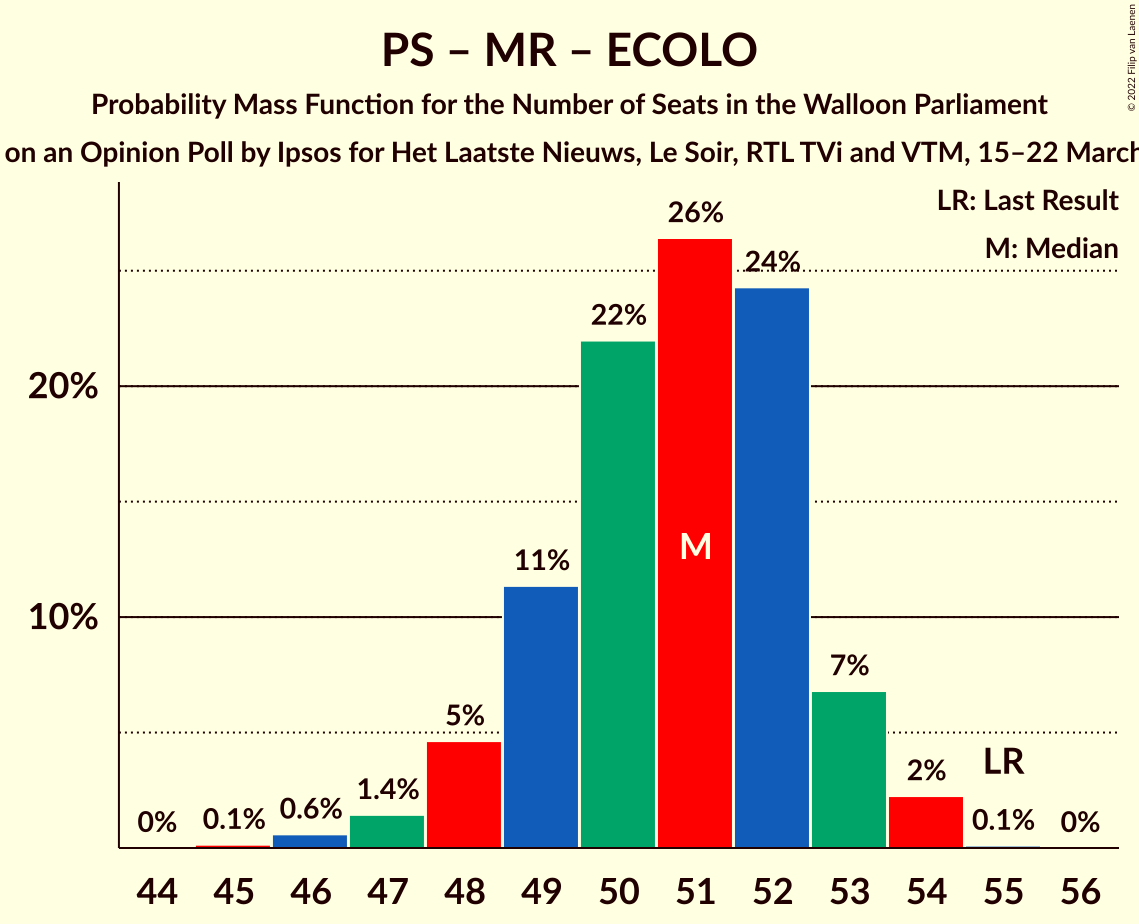 PS – MR – ECOLO
Probability Mass Function for the Number of Seats in the Walloon Parliament
on an Opinion Poll by Ipsos for Het Laatste Nieuws, Le Soir, RTL TVi and VTM, 15–22 March
© 2022 Filip van Laenen
LR: Last Result
M: Median
20%
10%
0%
0.1%
0.6%
1.4%
5%
11%
22%
26%
24%
7%
2%
0.1%
0%
M
LR
44 45 46 47 48 49 50 51 52 53 54 55 56